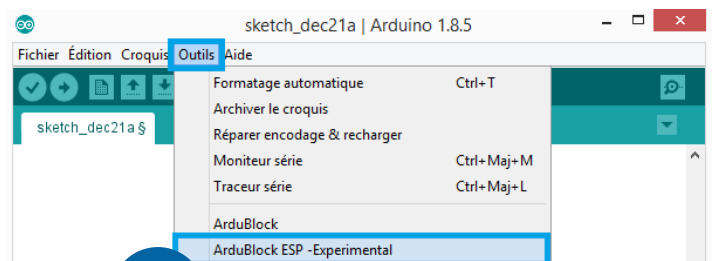 sketch_dec21a | Arduino 1.8.5
Fichier Édition Croquis Outils Aide
sketch_dec21a §
Formatage automatique Ctrl+T
Archiver le croquis
Réparer encodage & recharger
Moniteur série Ctrl+Maj+M
Traceur série Ctrl+Maj+L
ArduBlock
ArduBlock ESP -Experimental